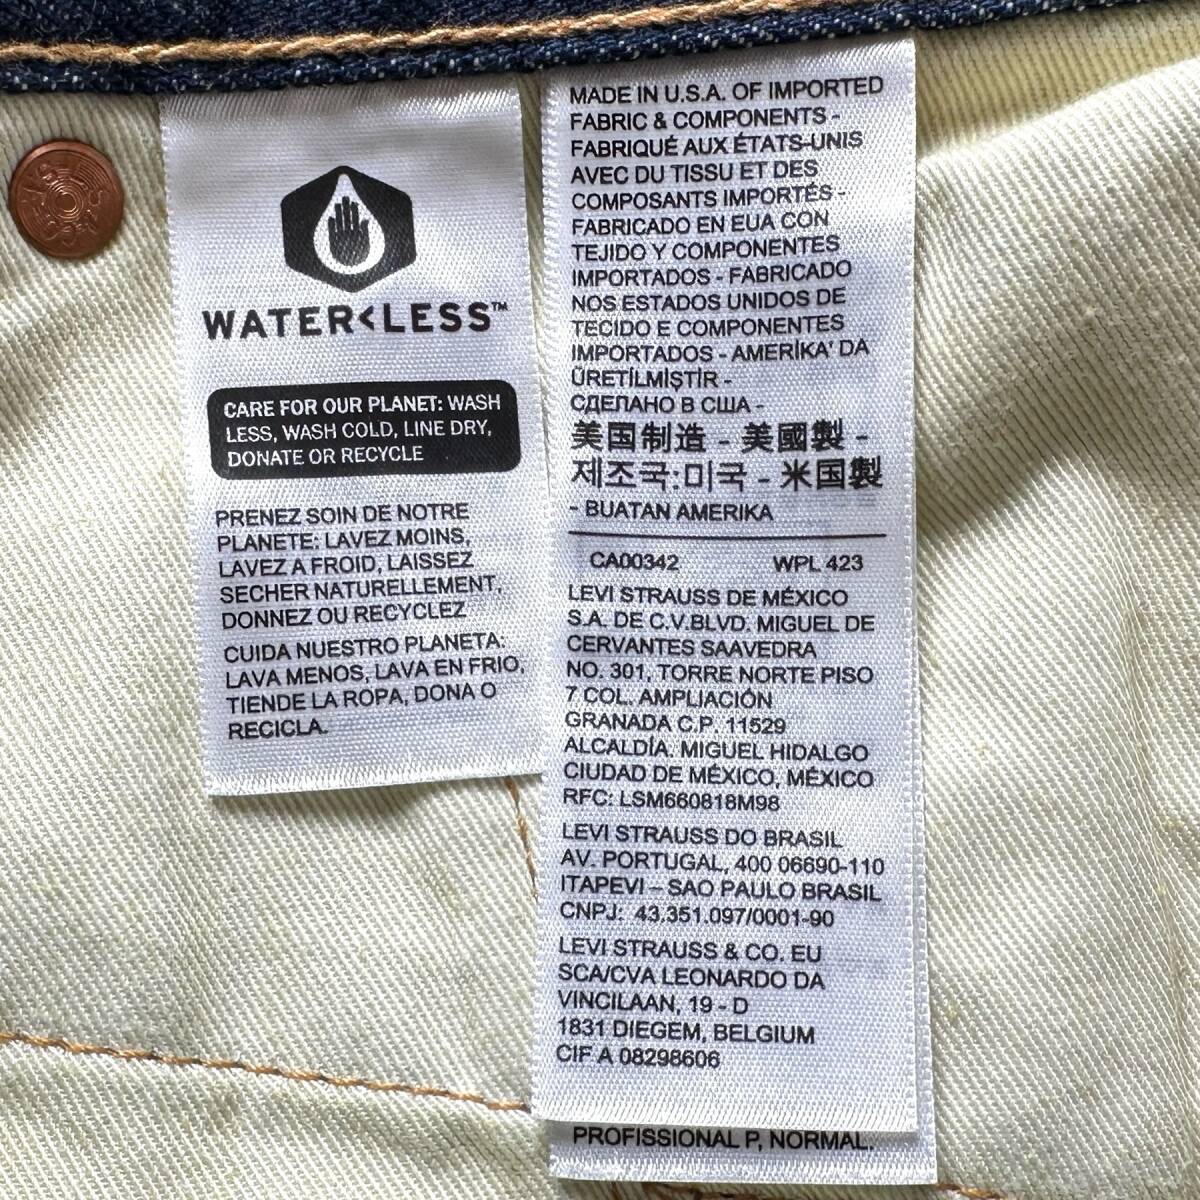 WATER<LESS™
CARE FOR OUR PLANET: WASH
LESS, WASH COLD, LINE DRY,
DONATE OR RECYCLE
PRENEZ SOIN DE NOTRE
PLANETE: LAVEZ MOINS,
LAVEZ A FROID, LAISSEZ
SECHER NATURELLEMENT,
DONNEZ OU RECYCLEZ
CUIDA NUESTRO PLANETA:
LAVA MENOS, LAVA EN FRIO,
TIENDE LA ROPA, DONA O
RECICLA.
MADE IN U.S.A. OF IMPORTED
FABRIC & COMPONENTS -
FABRIQUÉ AUX ÉTATS-UNIS
AVEC DU TISSU ET DES
COMPOSANTS IMPORTÉS -
FABRICADO EN EUA CON
TEJIDO Y COMPONENTES
IMPORTADOS - FABRICADO
NOS ESTADOS UNIDOS DE
TECIDO E COMPONENTES
IMPORTADOS - AMERİKA' DA
ÜRETİLMİŞTİR -
СДЕЛАНО В США -
美国制造 - 美國製 -
제조국:미국 - 米国製
- BUATAN AMERIKA
CA00342 WPL 423
LEVI STRAUSS DE MÉXICO
S.A. DE C.V.BLVD. MIGUEL DE
CERVANTES SAAVEDRA
NO. 301, TORRE NORTE PISO
7 COL. AMPLIACIÓN
GRANADA C.P. 11529
ALCALDÍA. MIGUEL HIDALGO
CIUDAD DE MÉXICO, MÉXICO
RFC: LSM660818M98
LEVI STRAUSS DO BRASIL
AV. PORTUGAL, 400 06690-110
ITAPEVI – SAO PAULO BRASIL
CNPJ: 43.351.097/0001-90
LEVI STRAUSS & CO. EU
SCA/CVA LEONARDO DA
VINCILAAN, 19 - D
1831 DIEGEM, BELGIUM
CIF A 08298606
PROFISSIONAL P, NORMAL.